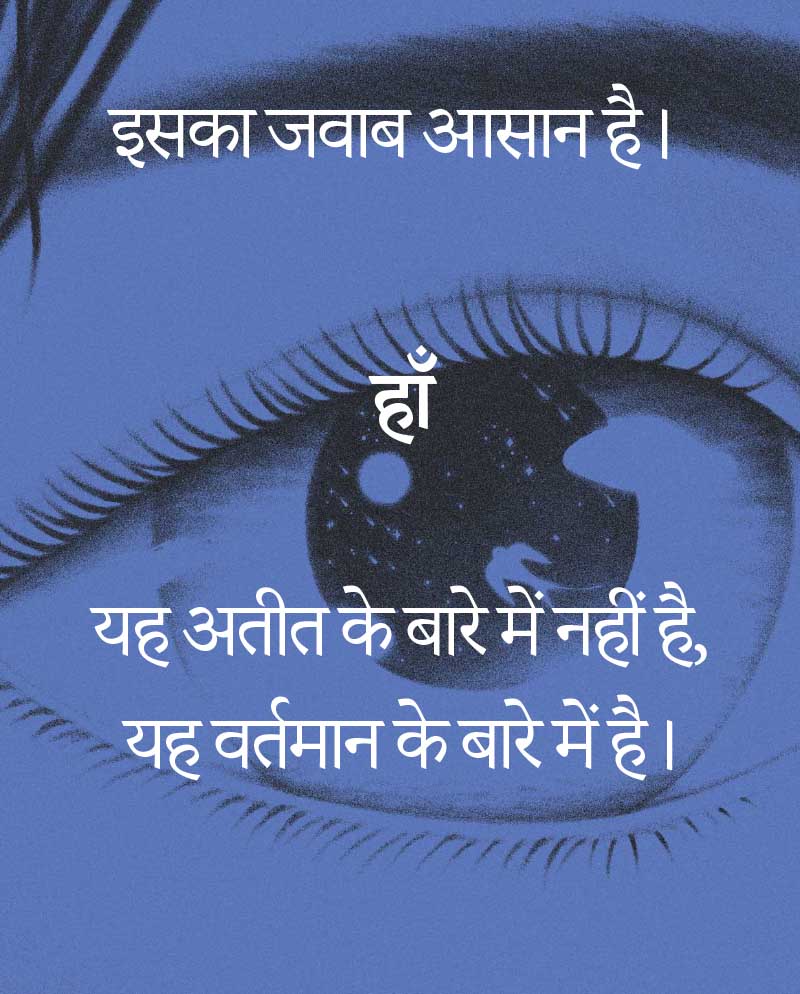 इसका जवाब आसान है।
हाँ
यह अतीत के बारे में नहीं है,
यह वर्तमान के बारे में है।